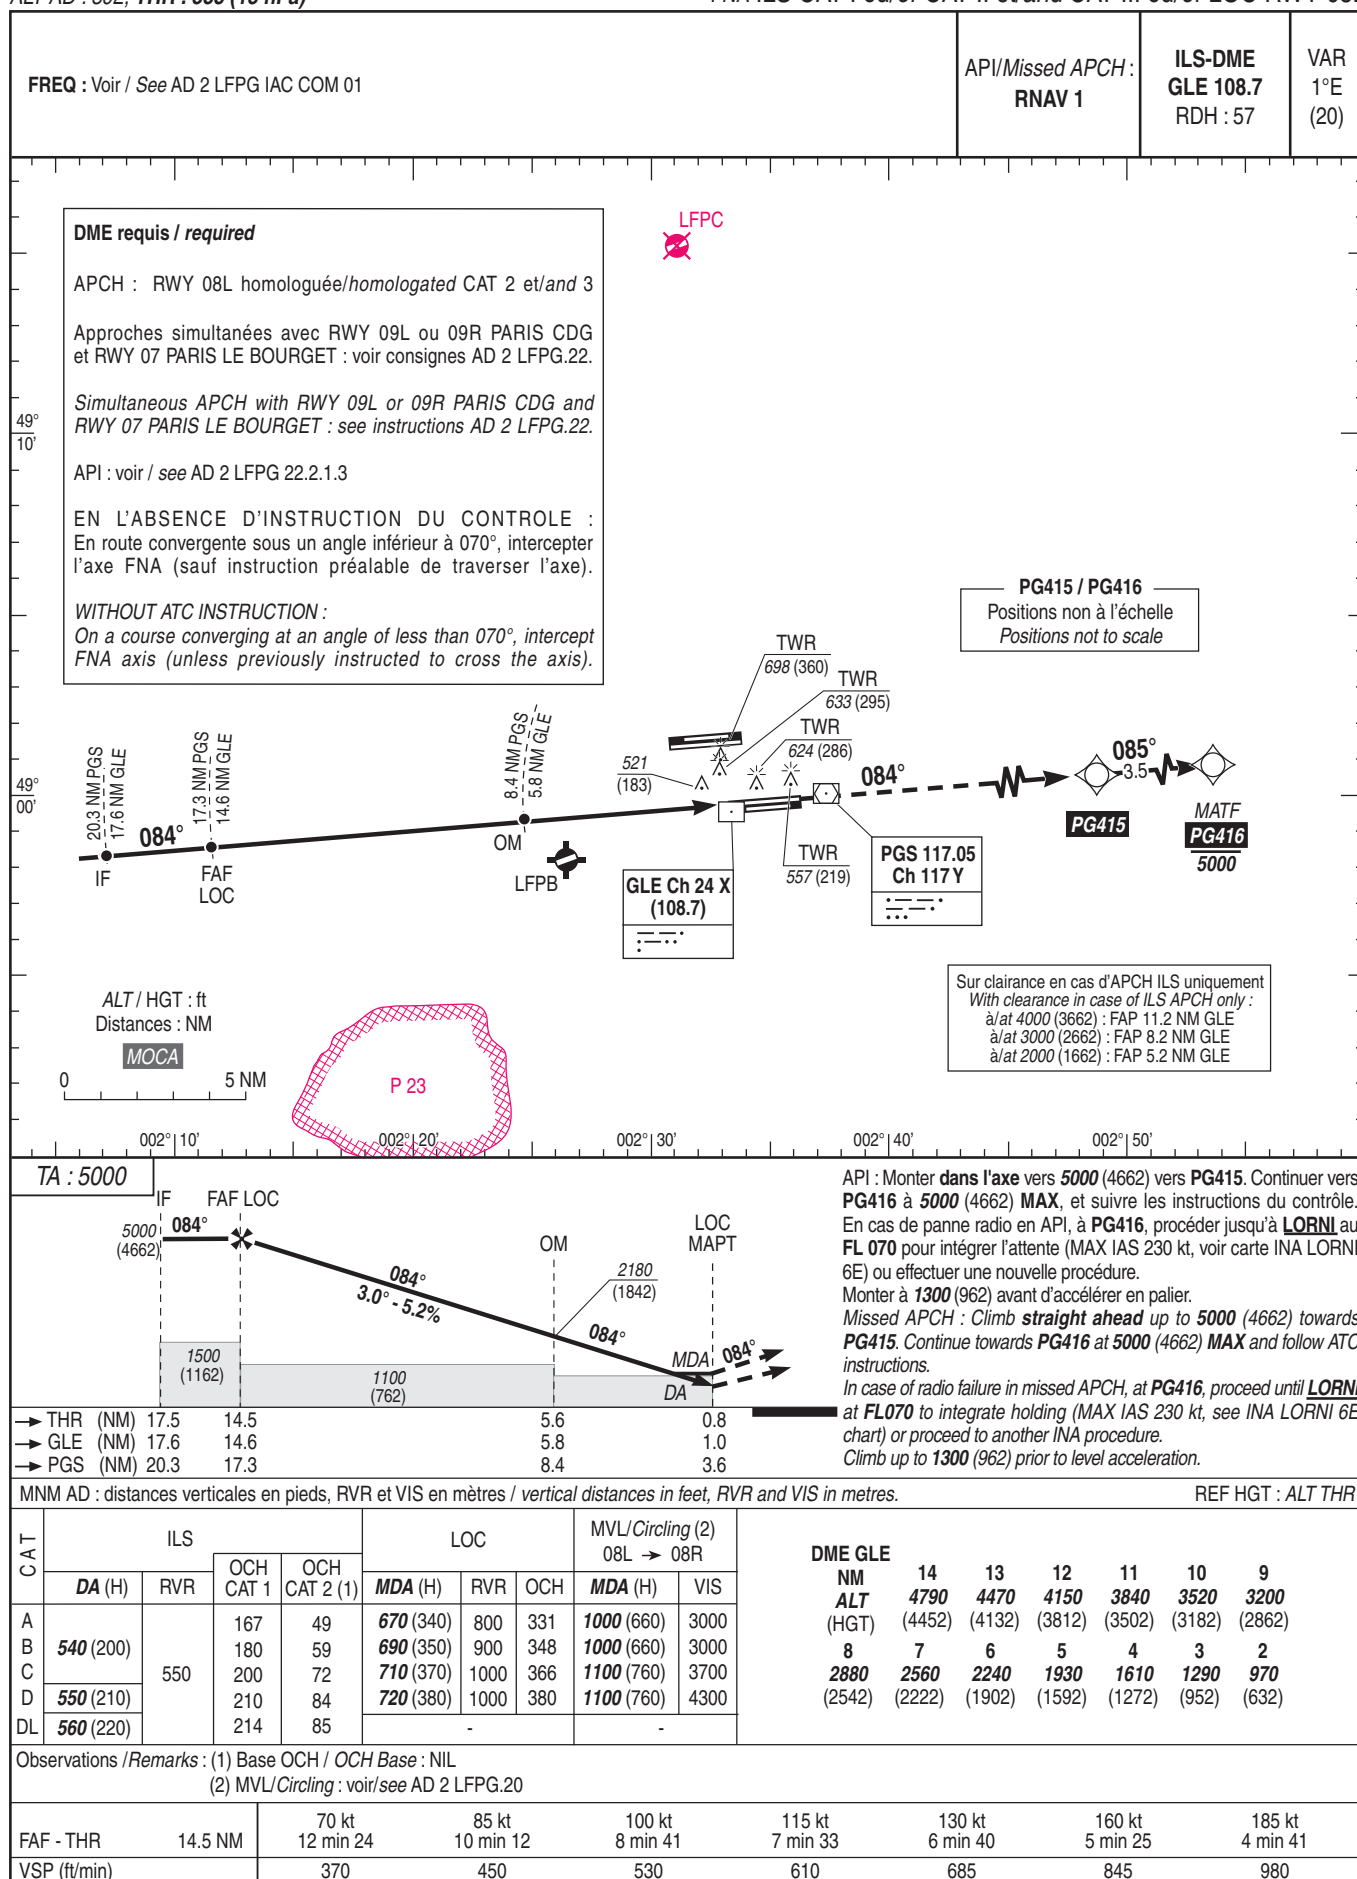 FREQ : Voir / See AD 2 LFPG IAC COM 01
API/Missed APCH :
RNAV 1
ILS-DME
GLE 108.7
RDH : 57
VAR
1°E
(20)
DME requis / required
APCH : RWY 08L homologuée/homologated CAT 2 et/and 3
Approches simultanées avec RWY 09L ou 09R PARIS CDG
et RWY 07 PARIS LE BOURGET : voir consignes AD 2 LFPG.22.
Simultaneous APCH with RWY 09L or 09R PARIS CDG and
RWY 07 PARIS LE BOURGET : see instructions AD 2 LFPG.22.
API : voir / see AD 2 LFPG 22.2.1.3
EN L'ABSENCE D'INSTRUCTION DU CONTROLE :
En route convergente sous un angle inférieur à 070°, intercepter
l'axe FNA (sauf instruction préalable de traverser l'axe).
WITHOUT ATC INSTRUCTION :
On a course converging at an angle of less than 070°, intercept
FNA axis (unless previously instructed to cross the axis).
LFPC
49°
10'
PG415 / PG416
Positions non à l'échelle
Positions not to scale
TWR
698 (360)
TWR
633 (295)
TWR
624 (286)
521
(183)
TWR
557 (219)
49°
00'
20.3 NM PGS
17.6 NM GLE
17.3 NM PGS
14.6 NM GLE
8.4 NM PGS
5.8 NM GLE
084°
IF
FAF
LOC
OM
LFPB
084°
085°
3.5
PG415
MATF
PG416
5000
GLE Ch 24 X
(108.7)
PGS 117.05
Ch 117 Y
Sur clairance en cas d'APCH ILS uniquement
With clearance in case of ILS APCH only :
à/at 4000 (3662) : FAP 11.2 NM GLE
à/at 3000 (2662) : FAP 8.2 NM GLE
à/at 2000 (1662) : FAP 5.2 NM GLE
ALT / HGT : ft
Distances : NM
MOCA
0 5 NM
P 23
002° 10' 002° 20' 002° 30' 002° 40' 002° 50'
TA : 5000
IF FAF LOC
5000
(4662)
084°
OM
LOC
MAPT
084°
3.0° - 5.2%
2180
(1842)
084°
MDA
084°
DA
1500
(1162)
1100
(762)
THR (NM) 17.5 14.5 5.6 0.8
GLE (NM) 17.6 14.6 5.8 1.0
PGS (NM) 20.3 17.3 8.4 3.6
API : Monter dans l'axe vers 5000 (4662) vers PG415. Continuer vers
PG416 à 5000 (4662) MAX, et suivre les instructions du contrôle.
En cas de panne radio en API, à PG416, procéder jusqu'à LORNI au
FL 070 pour intégrer l'attente (MAX IAS 230 kt, voir carte INA LORNI
6E) ou effectuer une nouvelle procédure.
Monter à 1300 (962) avant d'accélérer en palier.
Missed APCH : Climb straight ahead up to 5000 (4662) towards
PG415. Continue towards PG416 at 5000 (4662) MAX and follow ATC
instructions.
In case of radio failure in missed APCH, at PG416, proceed until LORNI
at FL070 to integrate holding (MAX IAS 230 kt, see INA LORNI 6E
chart) or proceed to another INA procedure.
Climb up to 1300 (962) prior to level acceleration.
MNM AD : distances verticales en pieds, RVR et VIS en mètres / vertical distances in feet, RVR and VIS in metres. REF HGT : ALT THR
CAT ILS LOC MVL/Circling (2)
08L → 08R
DA (H) RVR OCH CAT 1 OCH CAT 2 (1) MDA (H) RVR OCH MDA (H) VIS
A 167 49 670 (340) 800 331 1000 (660) 3000
B 540 (200) 180 59 690 (350) 900 348 1000 (660) 3000
C 550 200 72 710 (370) 1000 366 1100 (760) 3700
D 550 (210) 210 84 720 (380) 1000 380 1100 (760) 4300
DL 560 (220) 214 85 - -
DME GLE
NM 14 13 12 11 10 9
ALT 4790 4470 4150 3840 3520 3200
(HGT) (4452) (4132) (3812) (3502) (3182) (2862)
8 7 6 5 4 3 2
2880 2560 2240 1930 1610 1290 970
(2542) (2222) (1902) (1592) (1272) (952) (632)
Observations /Remarks : (1) Base OCH / OCH Base : NIL
(2) MVL/Circling : voir/see AD 2 LFPG.20
70 kt 85 kt 100 kt 115 kt 130 kt 160 kt 185 kt
FAF - THR 14.5 NM 12 min 24 10 min 12 8 min 41 7 min 33 6 min 40 5 min 25 4 min 41
VSP (ft/min) 370 450 530 610 685 845 980